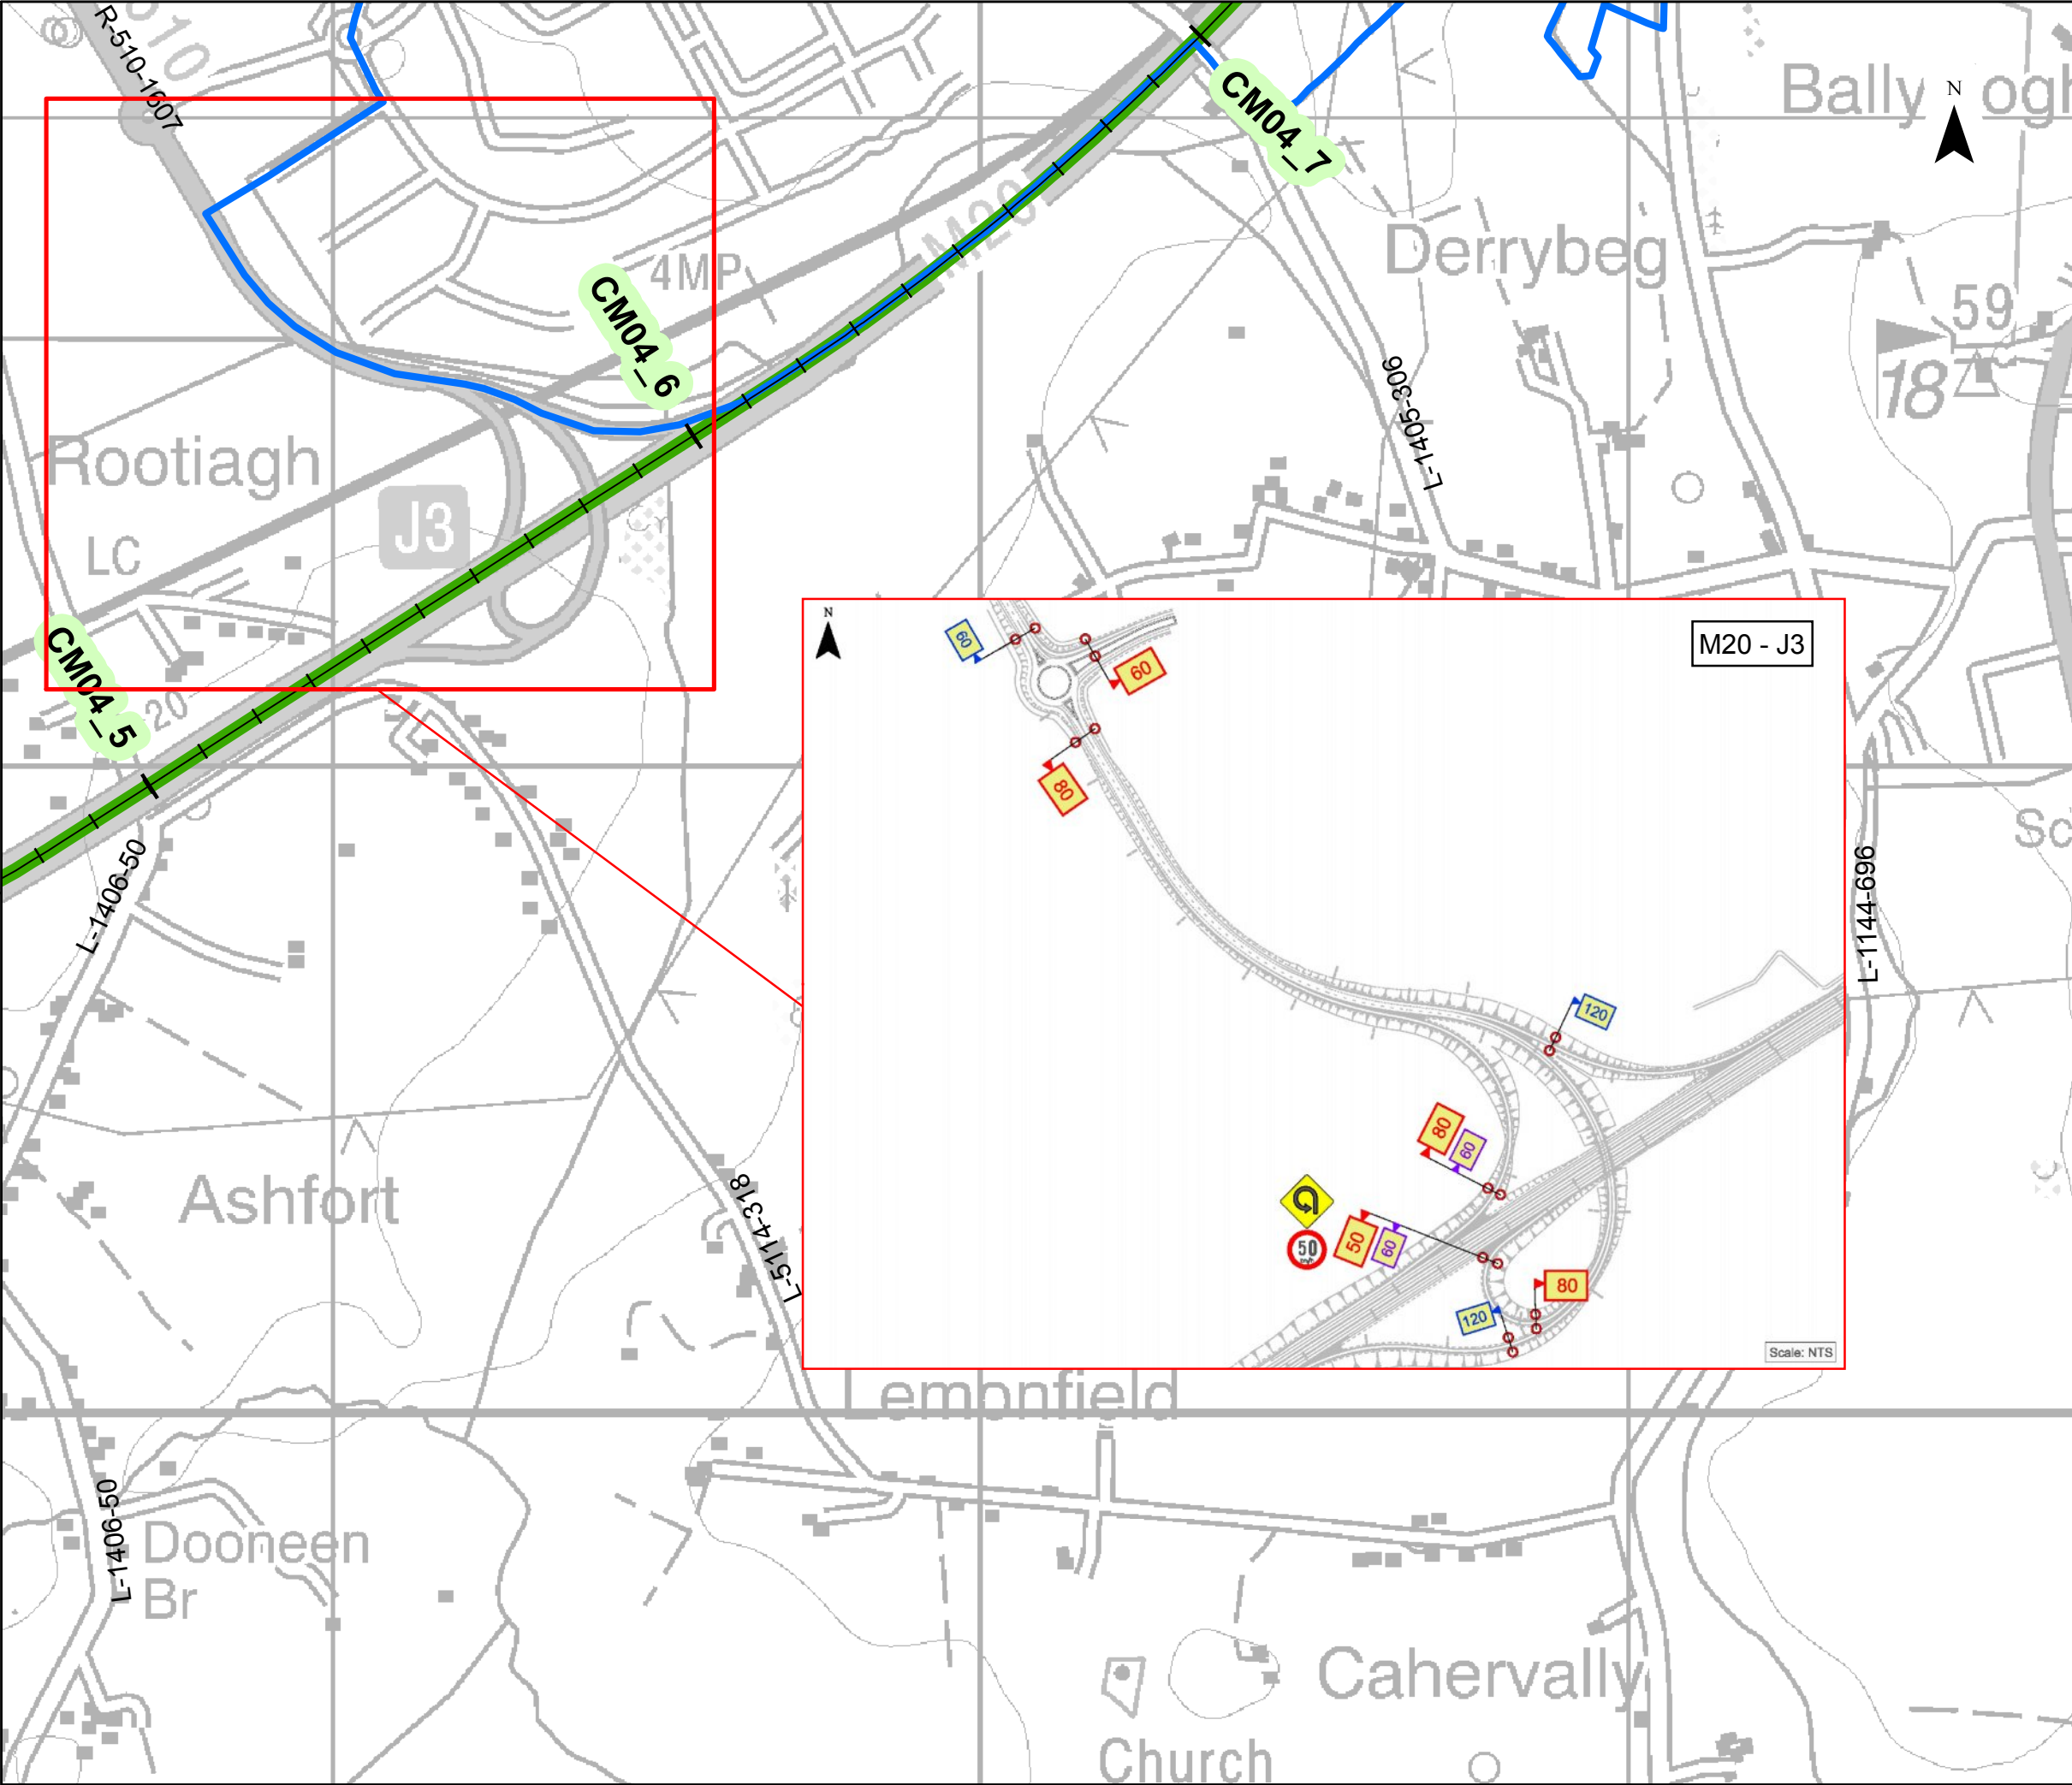 R-510-1607
510
CM04_7
Bally
ogh
N
M20
Derrybeg
4MP
CM04_6
59
18
L-1405-306
Rootiagh
J3
LC
CM04_5
20
N
M20 - J3
60
60
80
Sc
L-1406-50
L-1144-696
120
80
60
50
50
60
80
120
Scale: NTS
Ashfort
L-5114-318
Lemonfield
L-1406-50
Dooneen
Br
Cahervally
Church